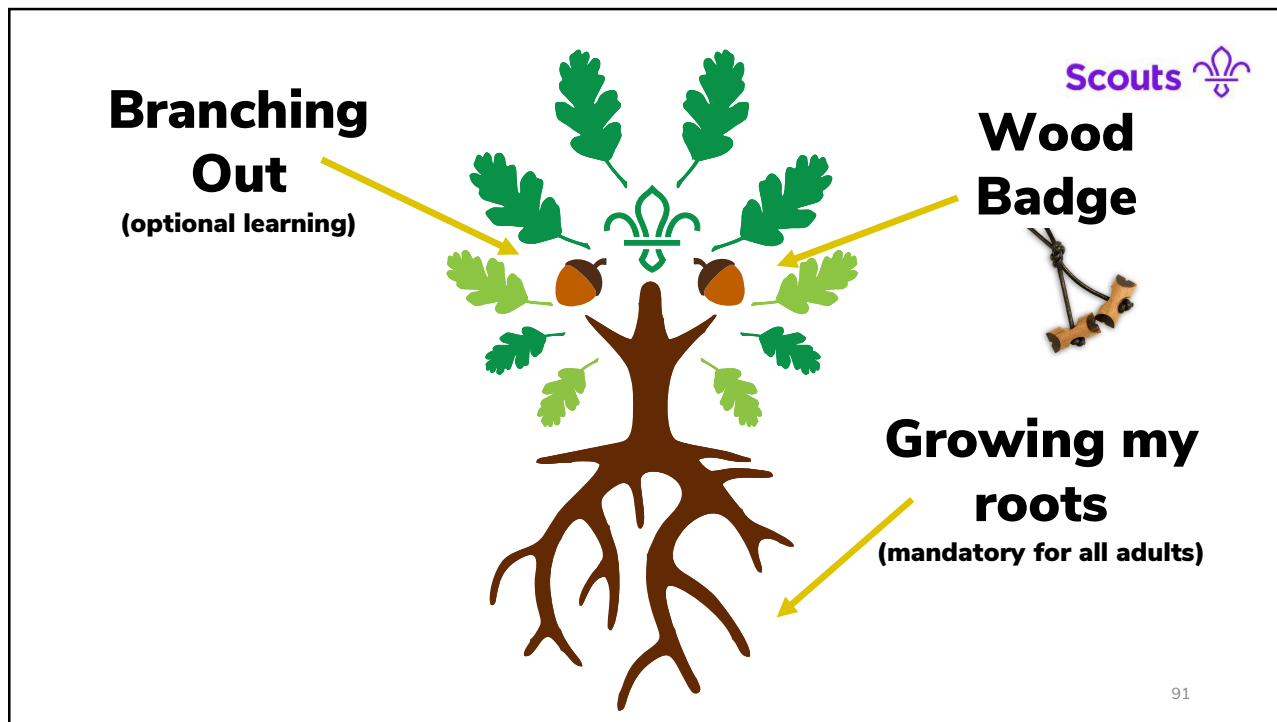 Branching
Out
(optional learning)
Scouts
Wood
Badge
Growing my
roots
(mandatory for all adults)
91